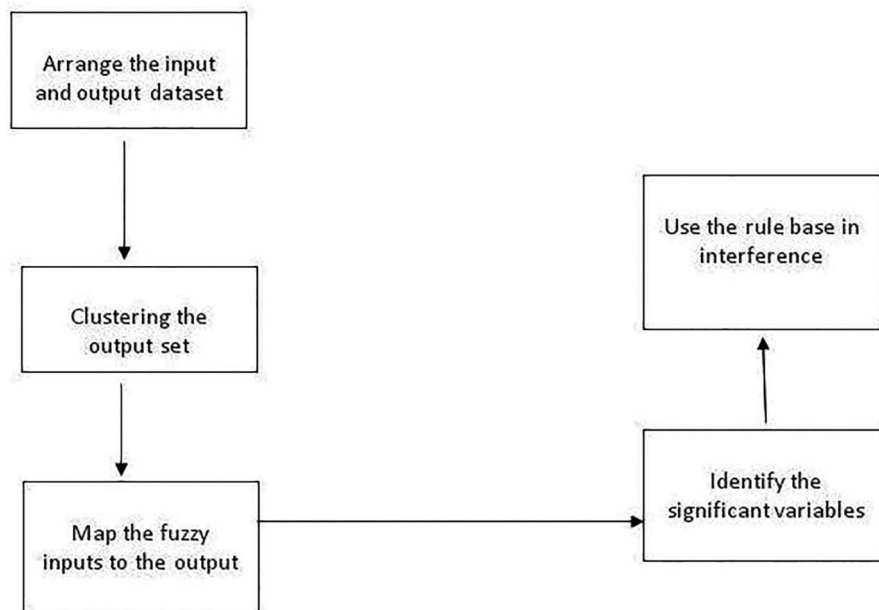 Arrange the input
and output dataset
Clustering the
output set
Map the fuzzy
inputs to the output
Identify the
significant variables
Use the rule base in
interference